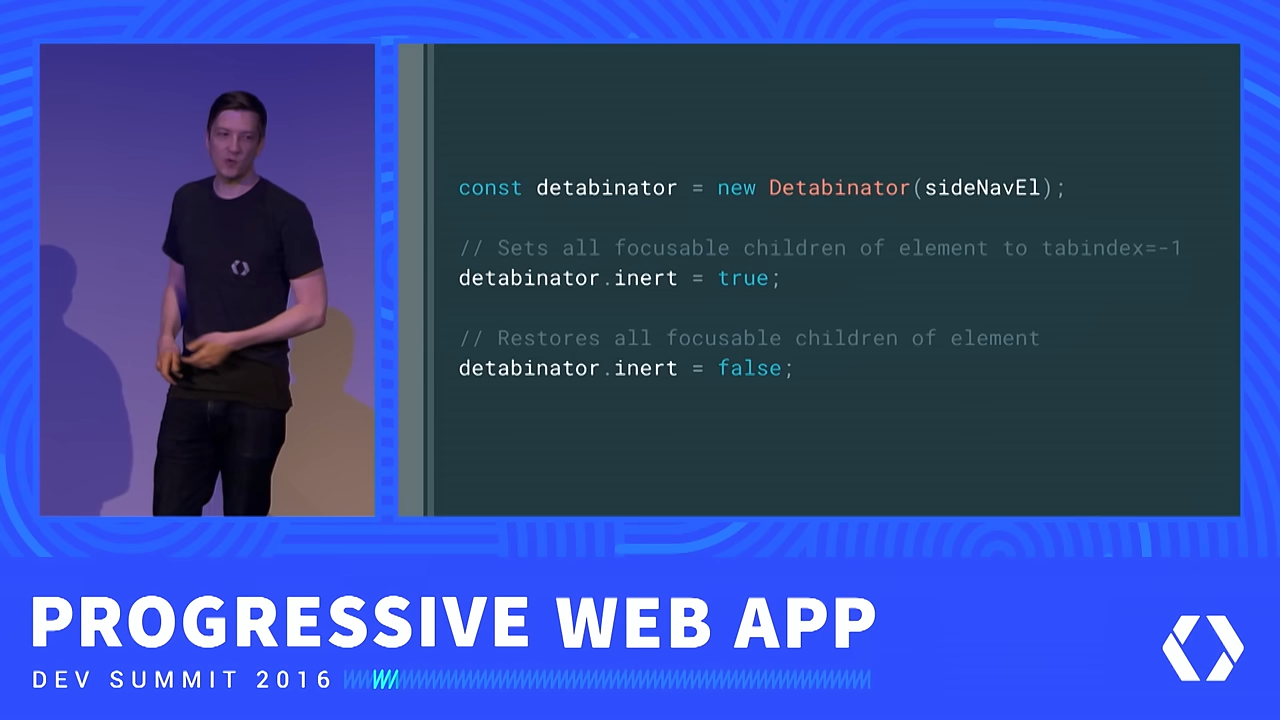 const detabinator = new Detabinator(sideNavEl);
// Sets all focusable children of element to tabindex=-1
detabinator.inert = true;
// Restores all focusable children of element
detabinator.inert = false;
PROGRESSIVE WEB APP
DEV SUMMIT 2016